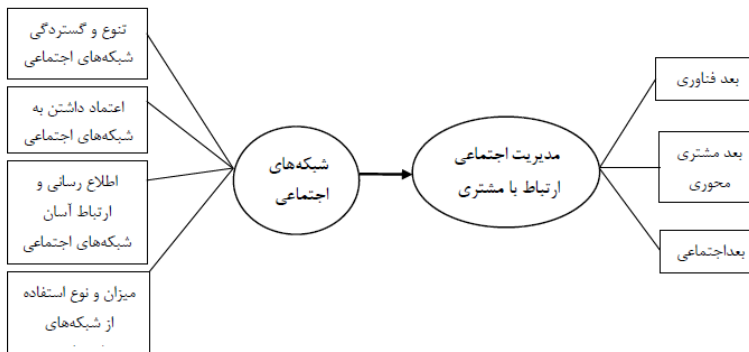 تنوع و گستردگی
شبکه‌های اجتماعی
اعتماد داشتن به
شبکه‌های اجتماعی
اطلاع رسانی و
ارتباط آسان
شبکه‌های اجتماعی
میزان و نوع استفاده
از شبکه‌های
شبکه‌های
اجتماعی
مدیریت اجتماعی
ارتباط با مشتری
بعد فناوری
بعد مشتری
محوری
بعداجتماعی